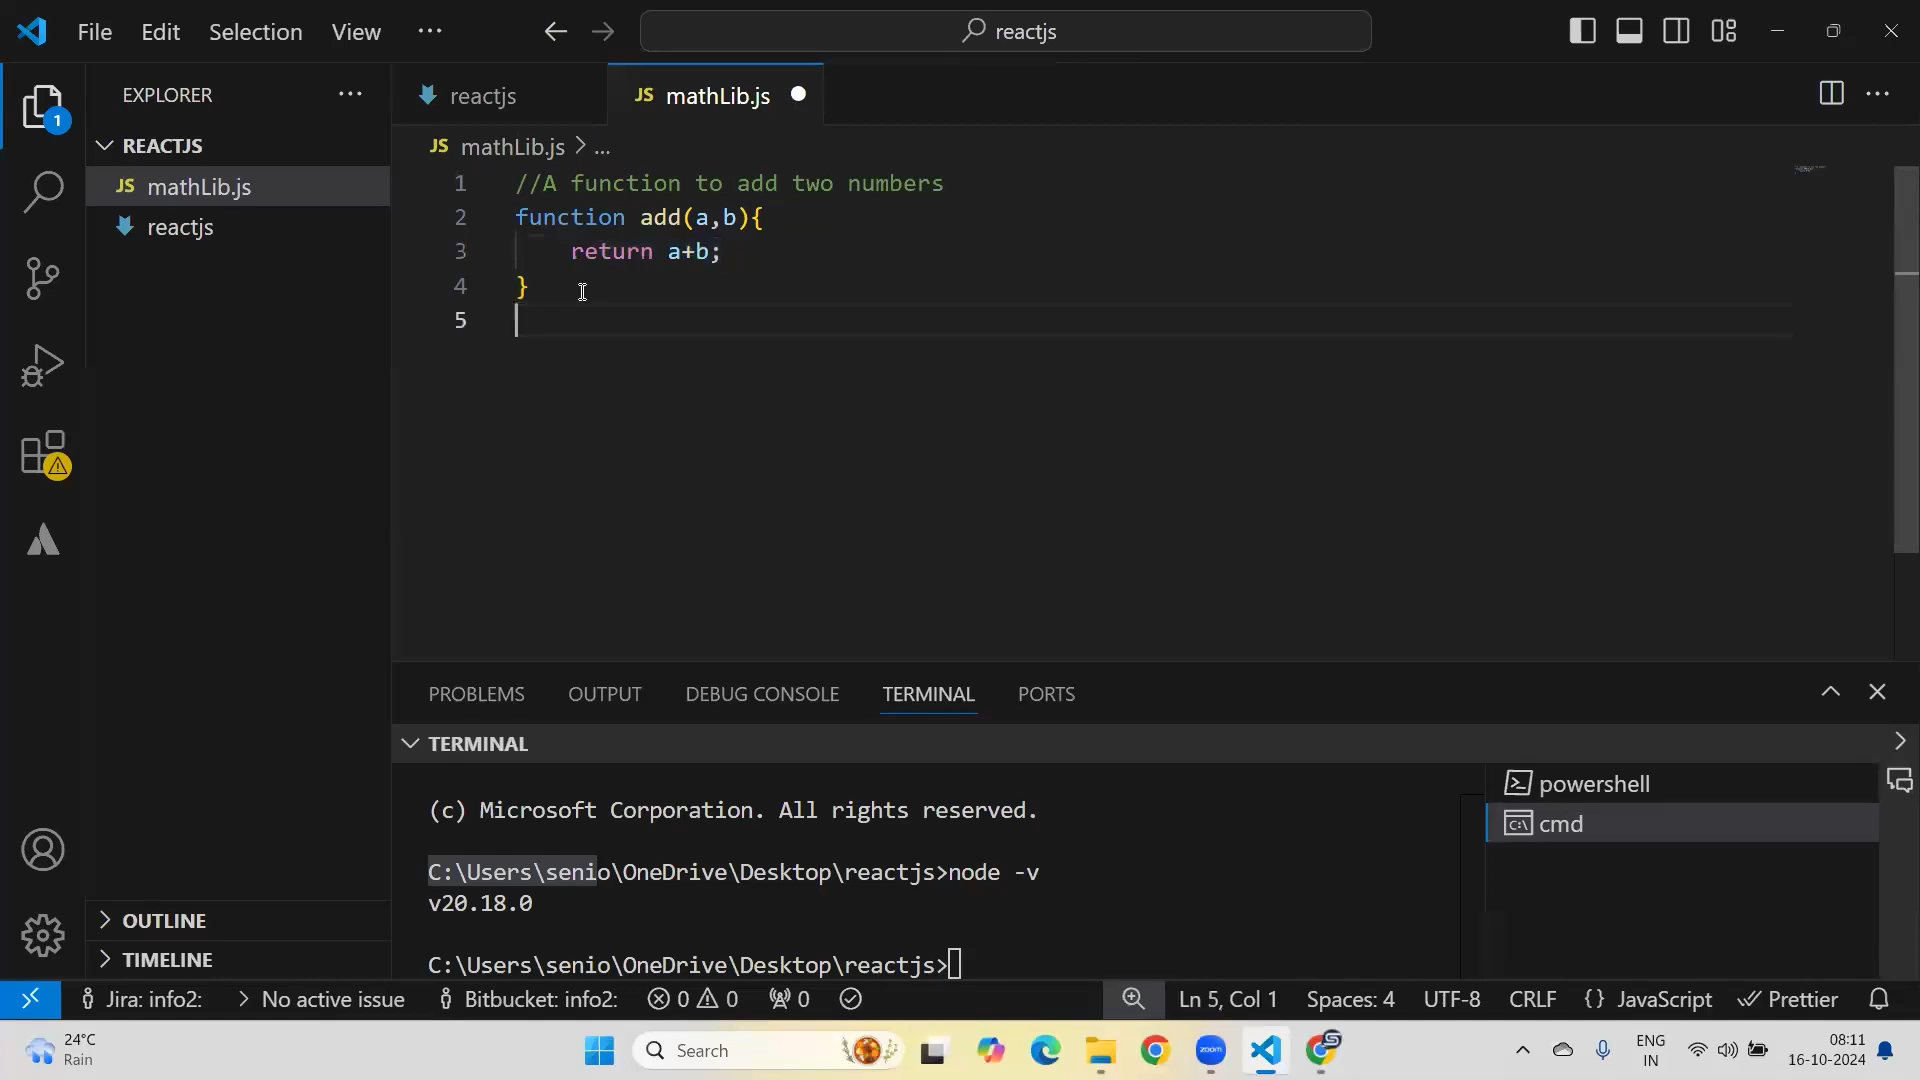 File Edit Selection View ··· reactjs
EXPLORER ···
REACTJS
JS mathLib.js
reactjs
OUTLINE
TIMELINE
1
reactjs JS mathLib.js
JS mathLib.js > ...
1 //A function to add two numbers
2 function add(a,b){
3 return a+b;
4 }
5
PROBLEMS OUTPUT DEBUG CONSOLE TERMINAL PORTS
TERMINAL
(c) Microsoft Corporation. All rights reserved.
C:\Users\senio\OneDrive\Desktop\reactjs>node -v
v20.18.0
C:\Users\senio\OneDrive\Desktop\reactjs>
powershell
cmd
Jira: info2: > No active issue Bitbucket: info2: 0 0 0 Ln 5, Col 1 Spaces: 4 UTF-8 CRLF {} JavaScript Prettier
24°C
Rain
Search
zoom
ENG
IN
08:11
16-10-2024